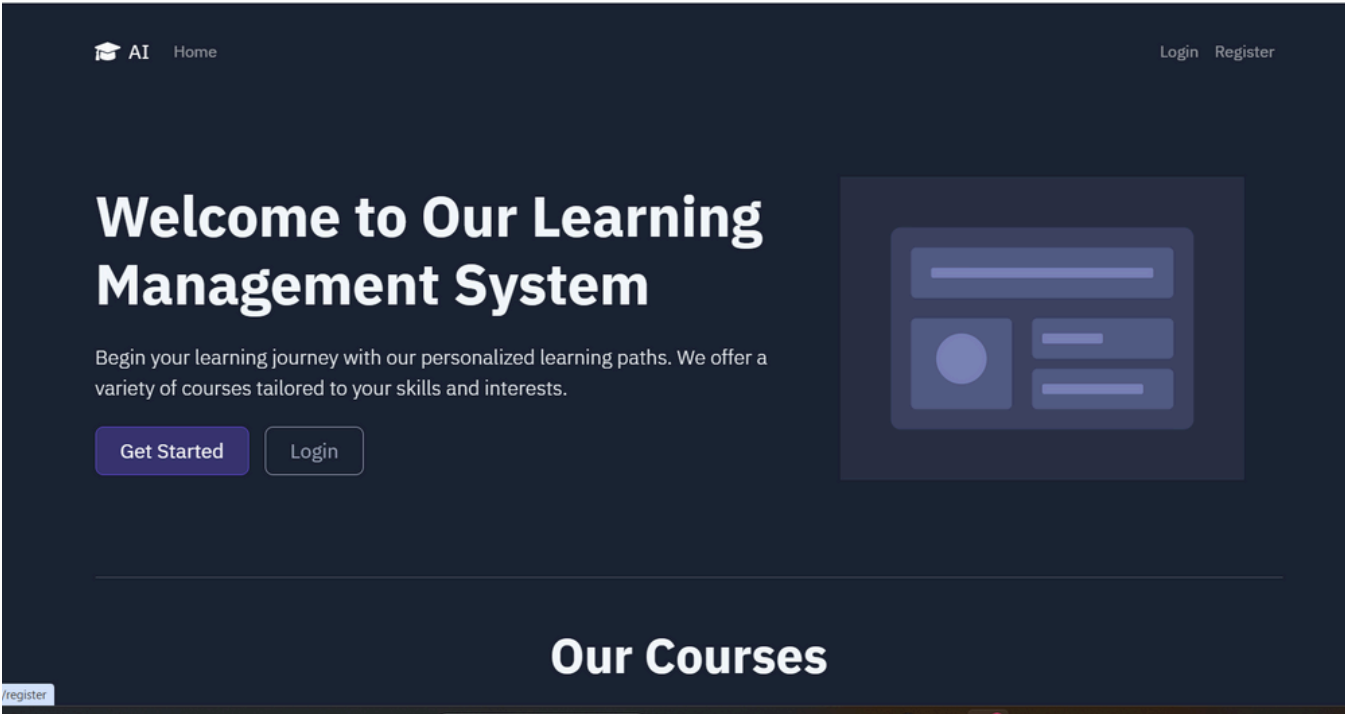 AI Home Login Register
Welcome to Our Learning
Management System
Begin your learning journey with our personalized learning paths. We offer a
variety of courses tailored to your skills and interests.
Get Started Login
Our Courses
/register